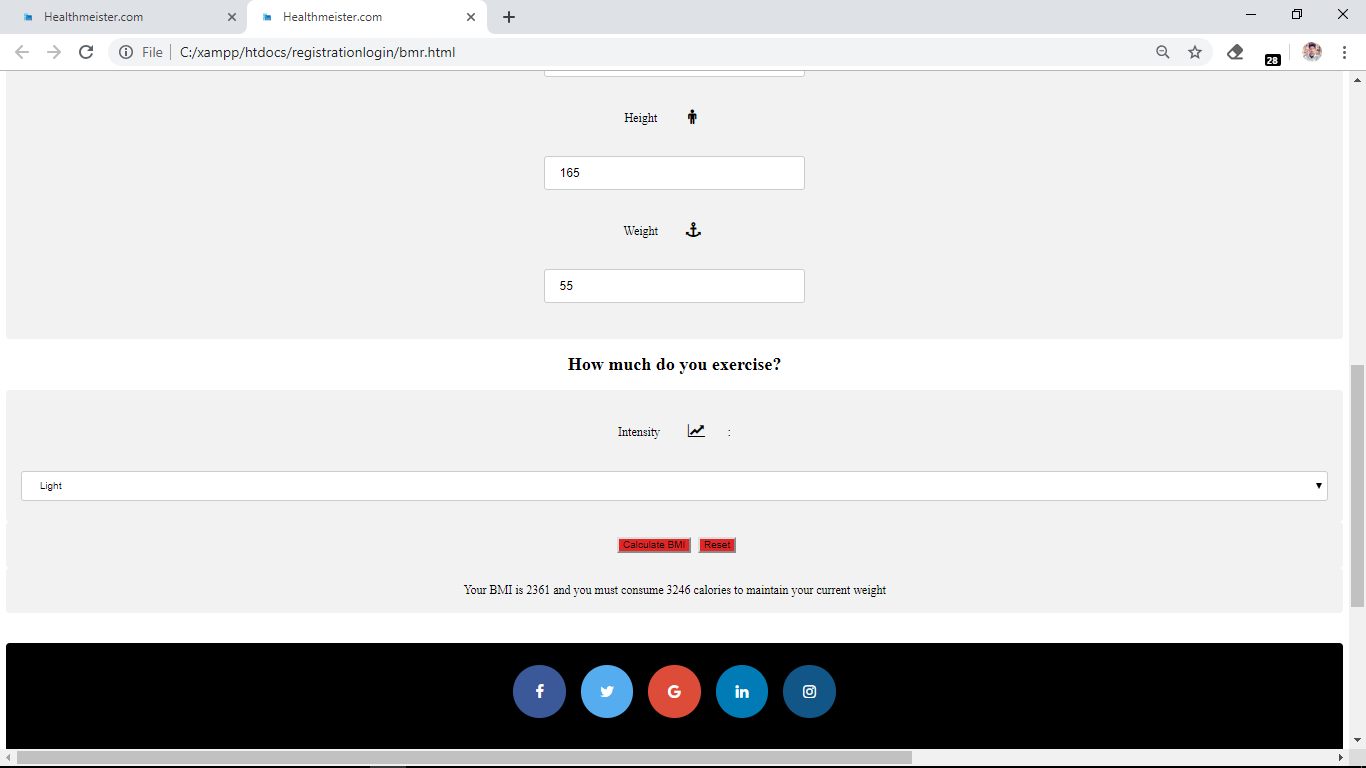 Healthmeister.com
Healthmeister.com
File C:/xampp/htdocs/registrationlogin/bmr.html
28
Height
165
Weight
55
How much do you exercise?
Intensity :
Light
Calculate BMI Reset
Your BMI is 2361 and you must consume 3246 calories to maintain your current weight
f G in